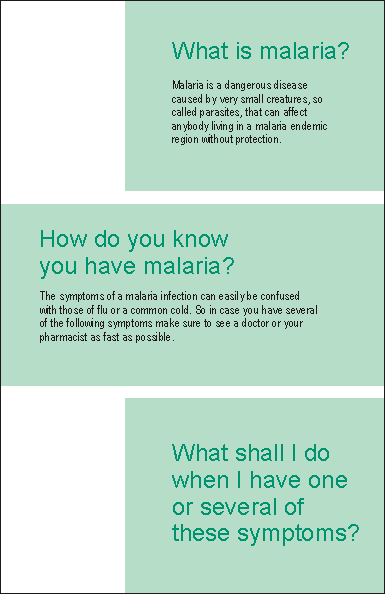 What is malaria?
Malaria is a dangerous disease
caused by very small creatures, so
called parasites, that can affect
anybody living in a malaria endemic
region without protection.
How do you know
you have malaria?
The symptoms of a malaria infection can easily be confused
with those of flu or a common cold. So in case you have several
of the following symptoms make sure to see a doctor or your
pharmacist as fast as possible.
What shall I do
when I have one
or several of
these symptoms?